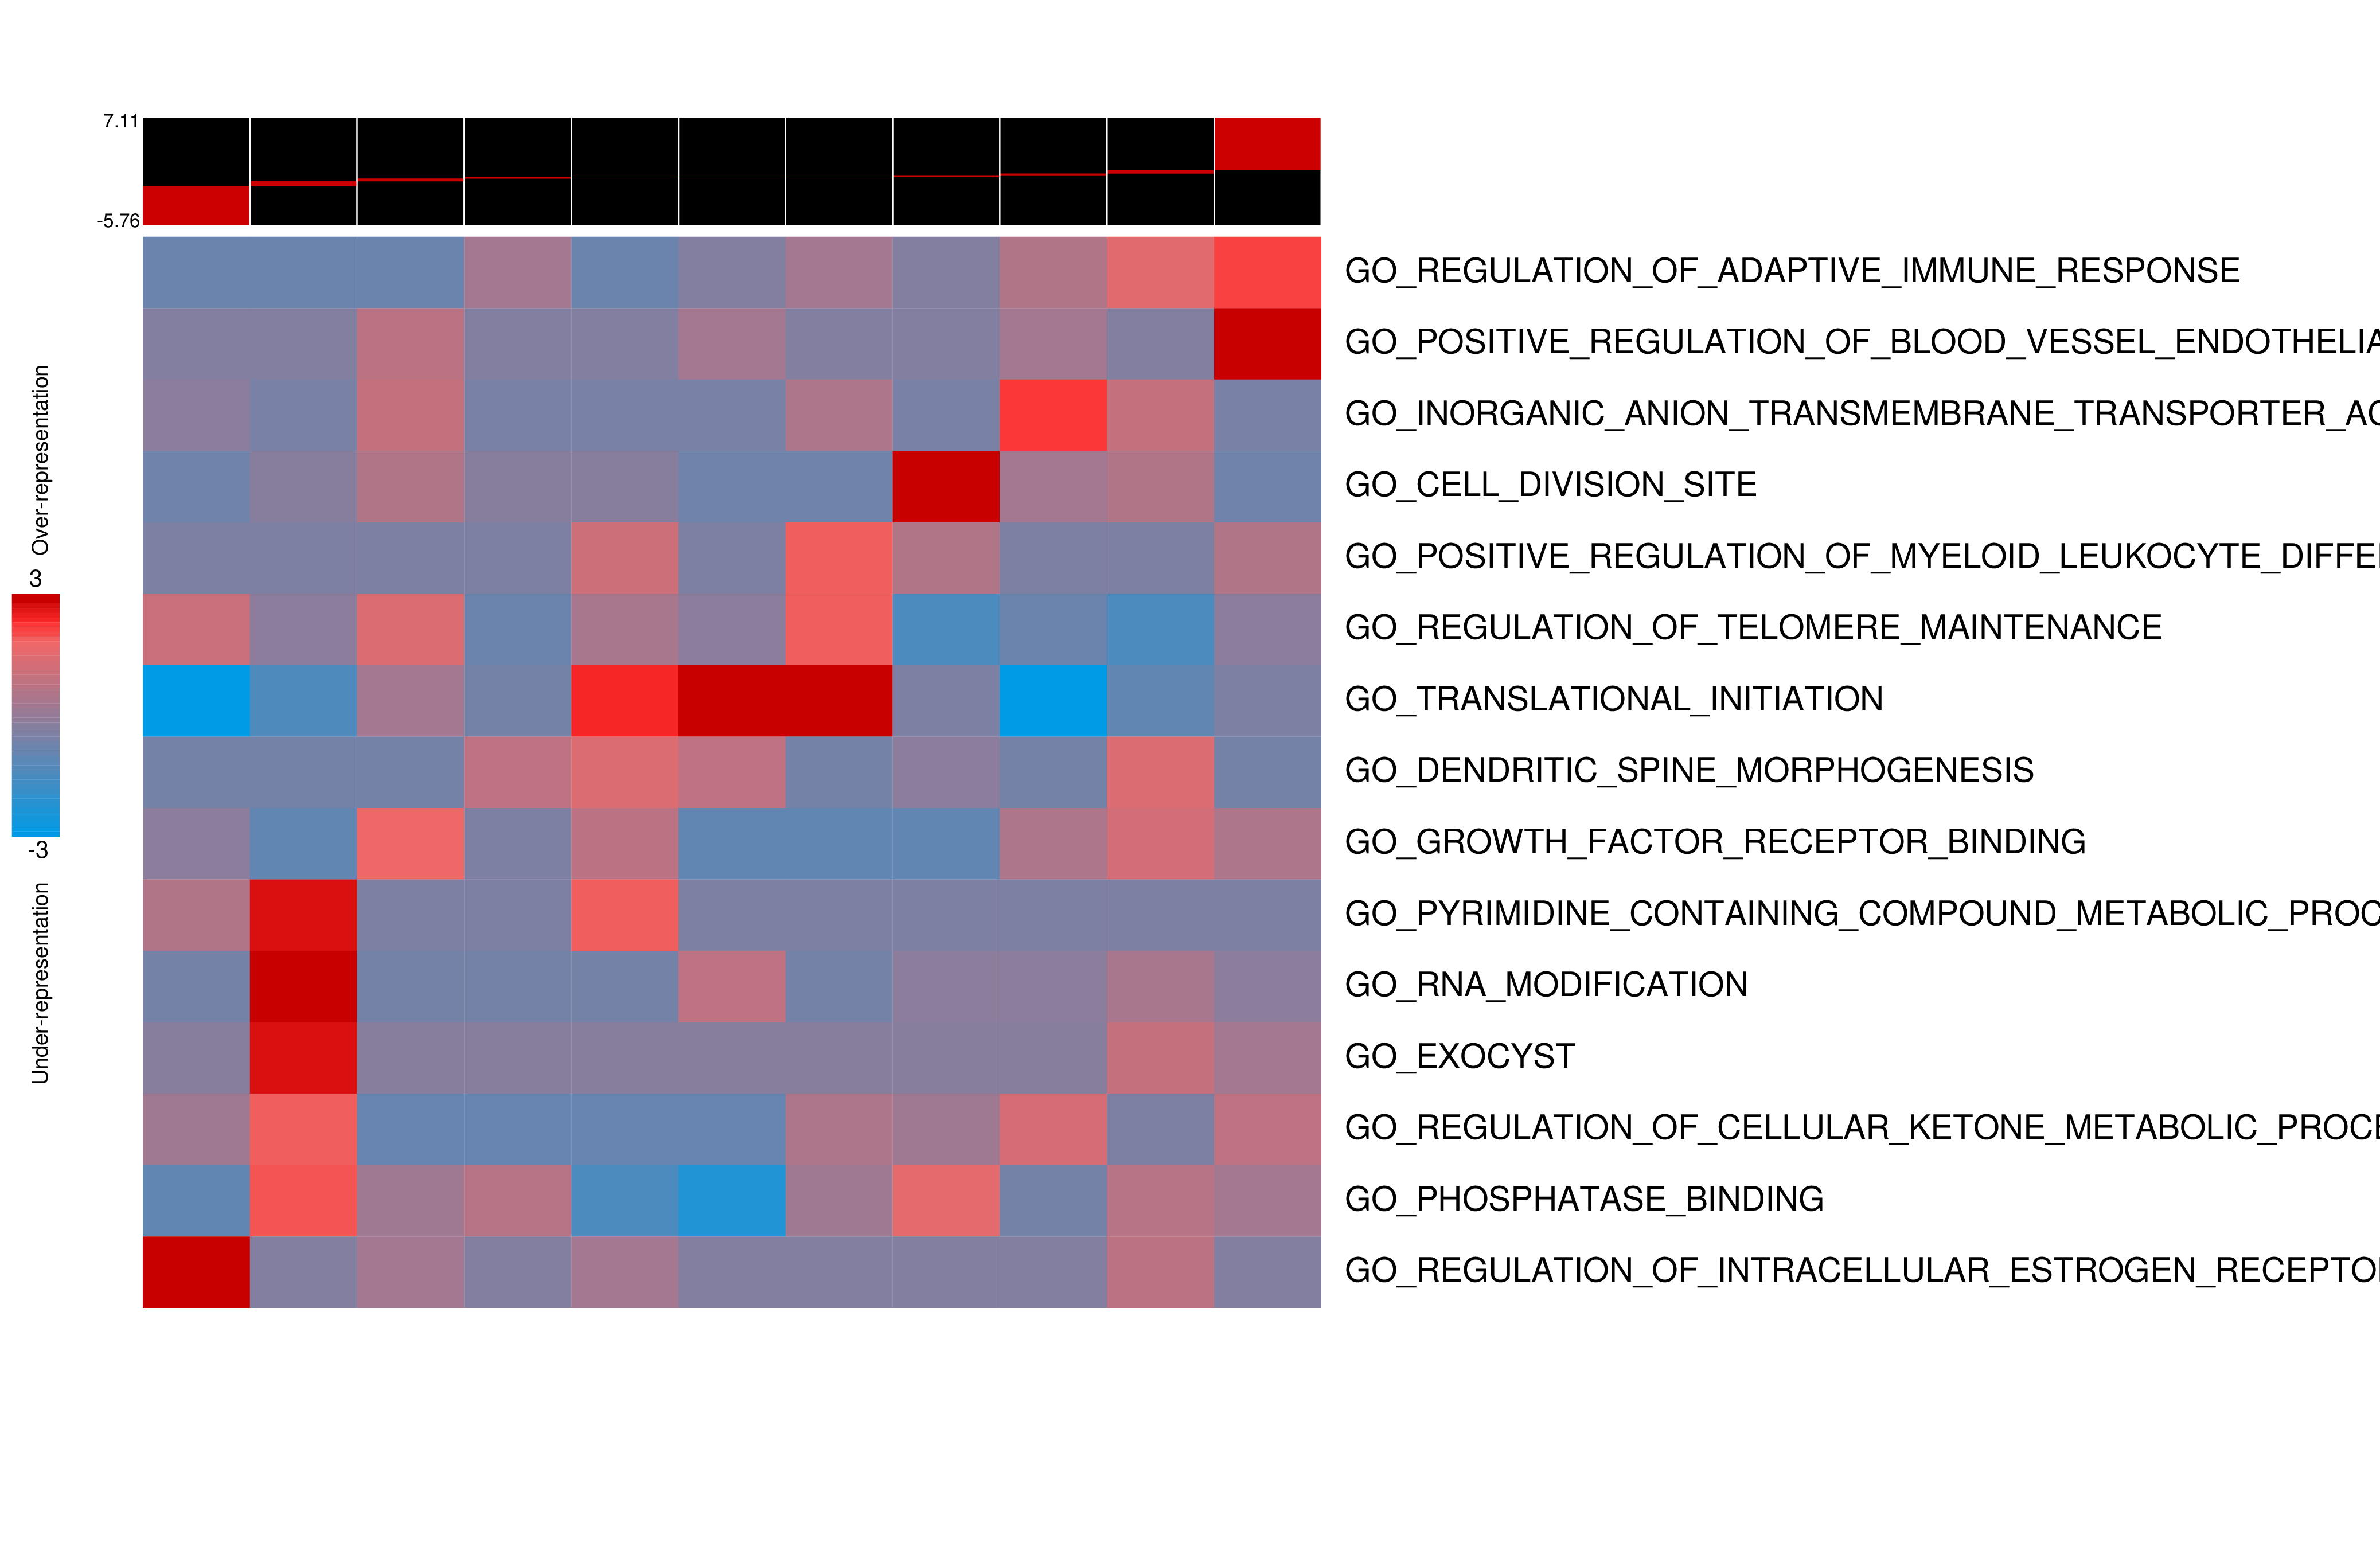 7.11
-5.76
GO_REGULATION_OF_ADAPTIVE_IMMUNE_RESPONSE
GO_POSITIVE_REGULATION_OF_BLOOD_VESSEL_ENDOTHELIA
GO_INORGANIC_ANION_TRANSMEMBRANE_TRANSPORTER_AC
GO_CELL_DIVISION_SITE
GO_POSITIVE_REGULATION_OF_MYELOID_LEUKOCYTE_DIFFE
GO_REGULATION_OF_TELOMERE_MAINTENANCE
GO_TRANSLATIONAL_INITIATION
GO_DENDRITIC_SPINE_MORPHOGENESIS
GO_GROWTH_FACTOR_RECEPTOR_BINDING
GO_PYRIMIDINE_CONTAINING_COMPOUND_METABOLIC_PROC
GO_RNA_MODIFICATION
GO_EXOCYST
GO_REGULATION_OF_CELLULAR_KETONE_METABOLIC_PROCE
GO_PHOSPHATASE_BINDING
GO_REGULATION_OF_INTRACELLULAR_ESTROGEN_RECEPTO
Over-representation
3
-3
Under-representation